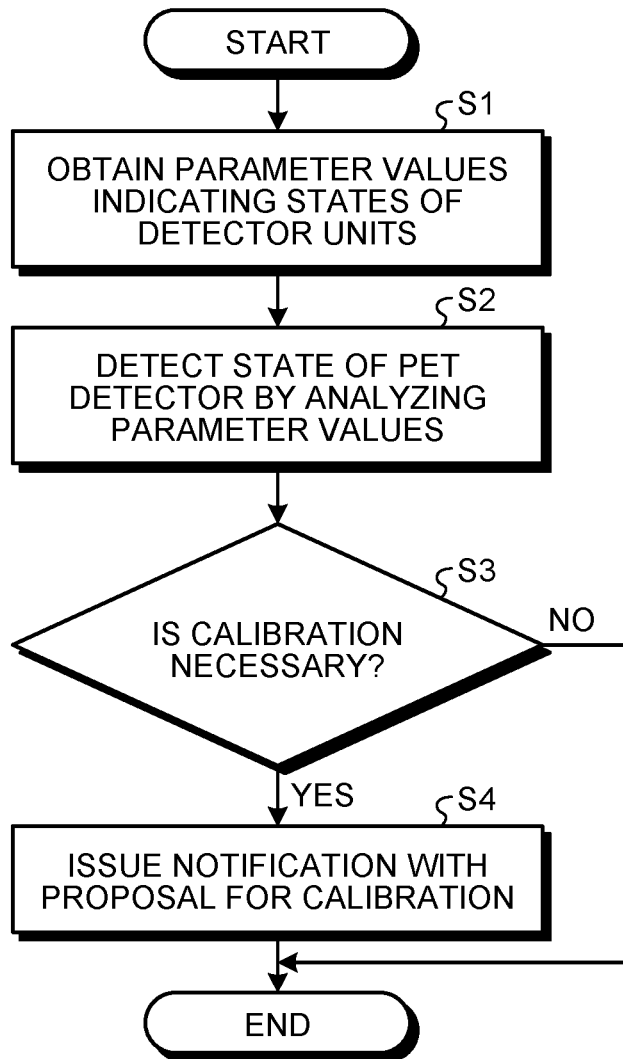 START
S1
OBTAIN PARAMETER VALUES
INDICATING STATES OF
DETECTOR UNITS
S2
DETECT STATE OF PET
DETECTOR BY ANALYZING
PARAMETER VALUES
S3
IS CALIBRATION
NECESSARY?
NO
YES
S4
ISSUE NOTIFICATION WITH
PROPOSAL FOR CALIBRATION
END